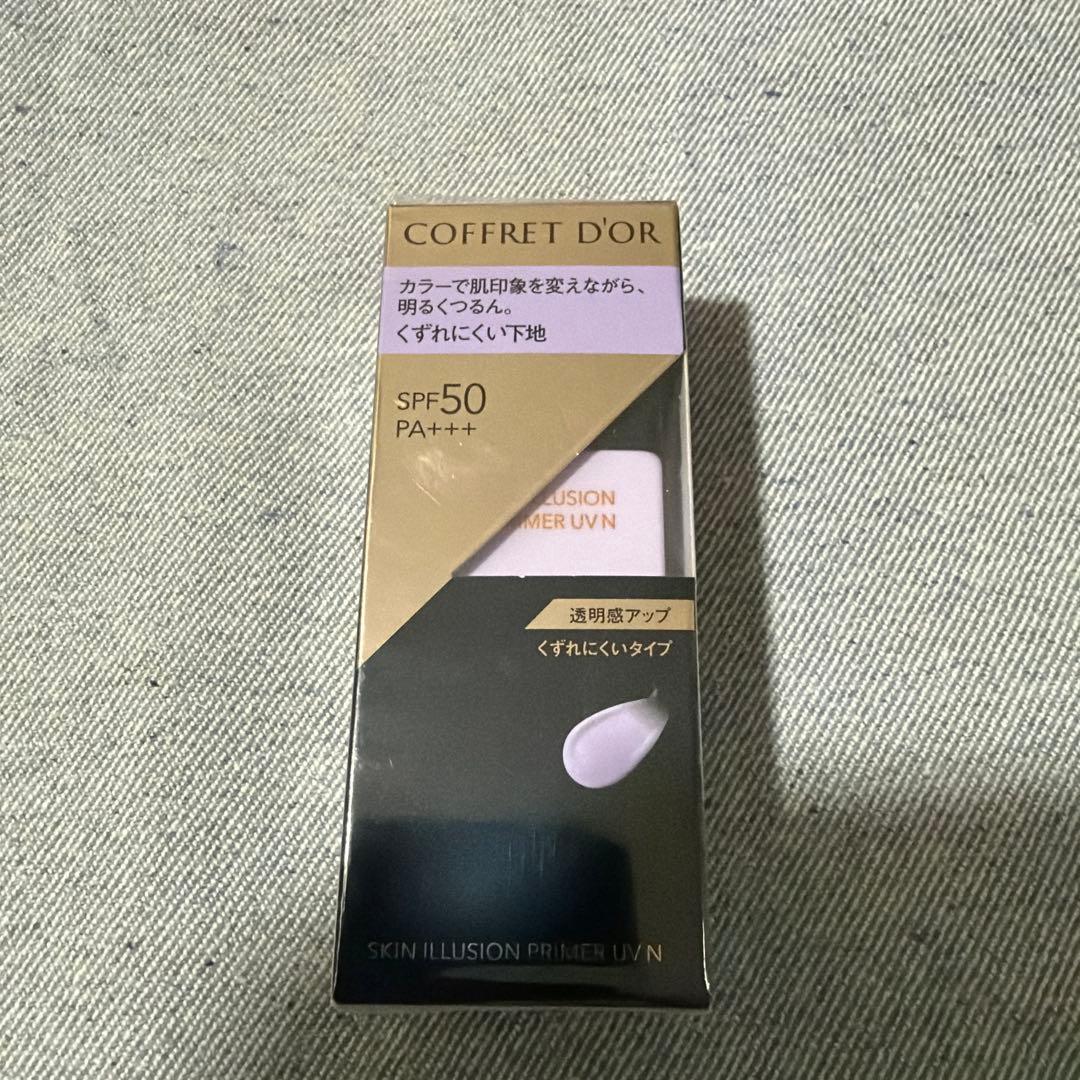 COFFRET D'OR
カラーで肌印象を変えながら、
明るくつるん。
くずれにくい下地
SPF50
PA+++
LUSION
IMER UV N
透明感アップ
くずれにくいタイプ
SKIN ILLUSION PRIMER UV N